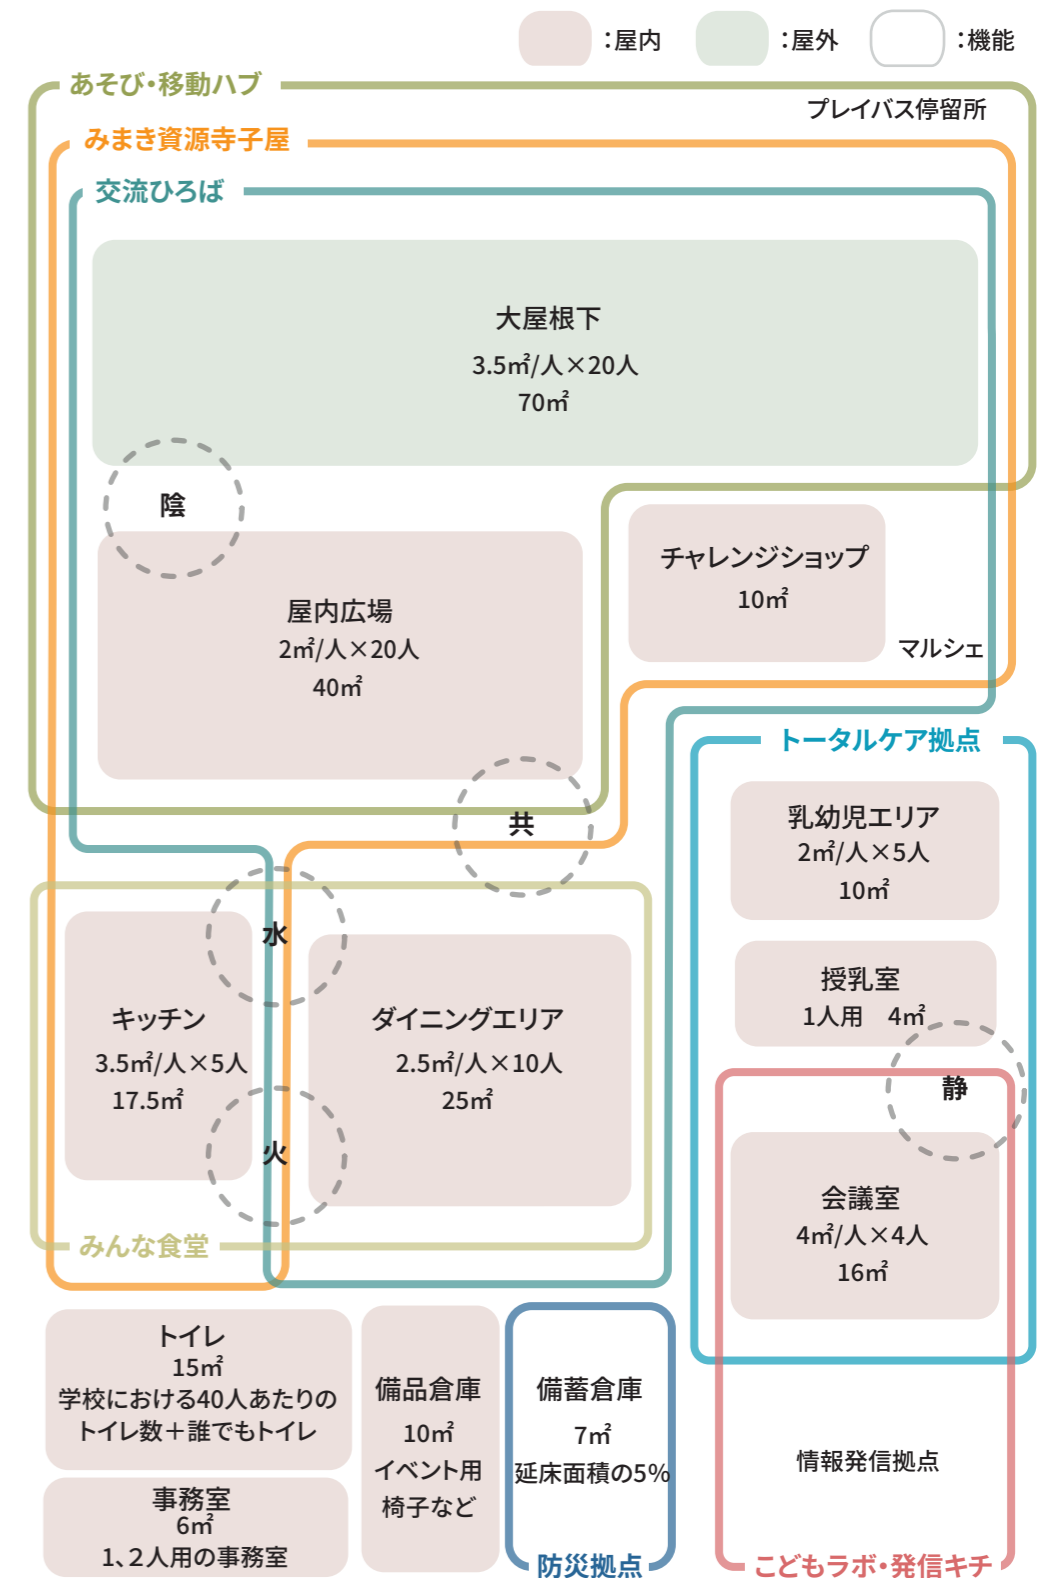 ：屋内
：屋外
：機能
あそび・移動ハブ
プレイバス停留所
みまき資源寺子屋
交流ひろば
大屋根下
3.5㎡/人×20人
70㎡
陰
屋内広場
2㎡/人×20人
40㎡
チャレンジショップ
10㎡
マルシェ
共
トータルケア拠点
乳幼児エリア
2㎡/人×5人
10㎡
授乳室
1人用　4㎡
静
会議室
4㎡/人×4人
16㎡
水
キッチン
3.5㎡/人×5人
17.5㎡
ダイニングエリア
2.5㎡/人×10人
25㎡
火
みんな食堂
トイレ
15㎡
学校における40人あたりの
トイレ数＋誰でもトイレ
事務室
6㎡
1、２人用の事務室
備品倉庫
10㎡
イベント用
椅子など
備蓄倉庫
7㎡
延床面積の5%
防災拠点
情報発信拠点
こどもラボ・発信キチ